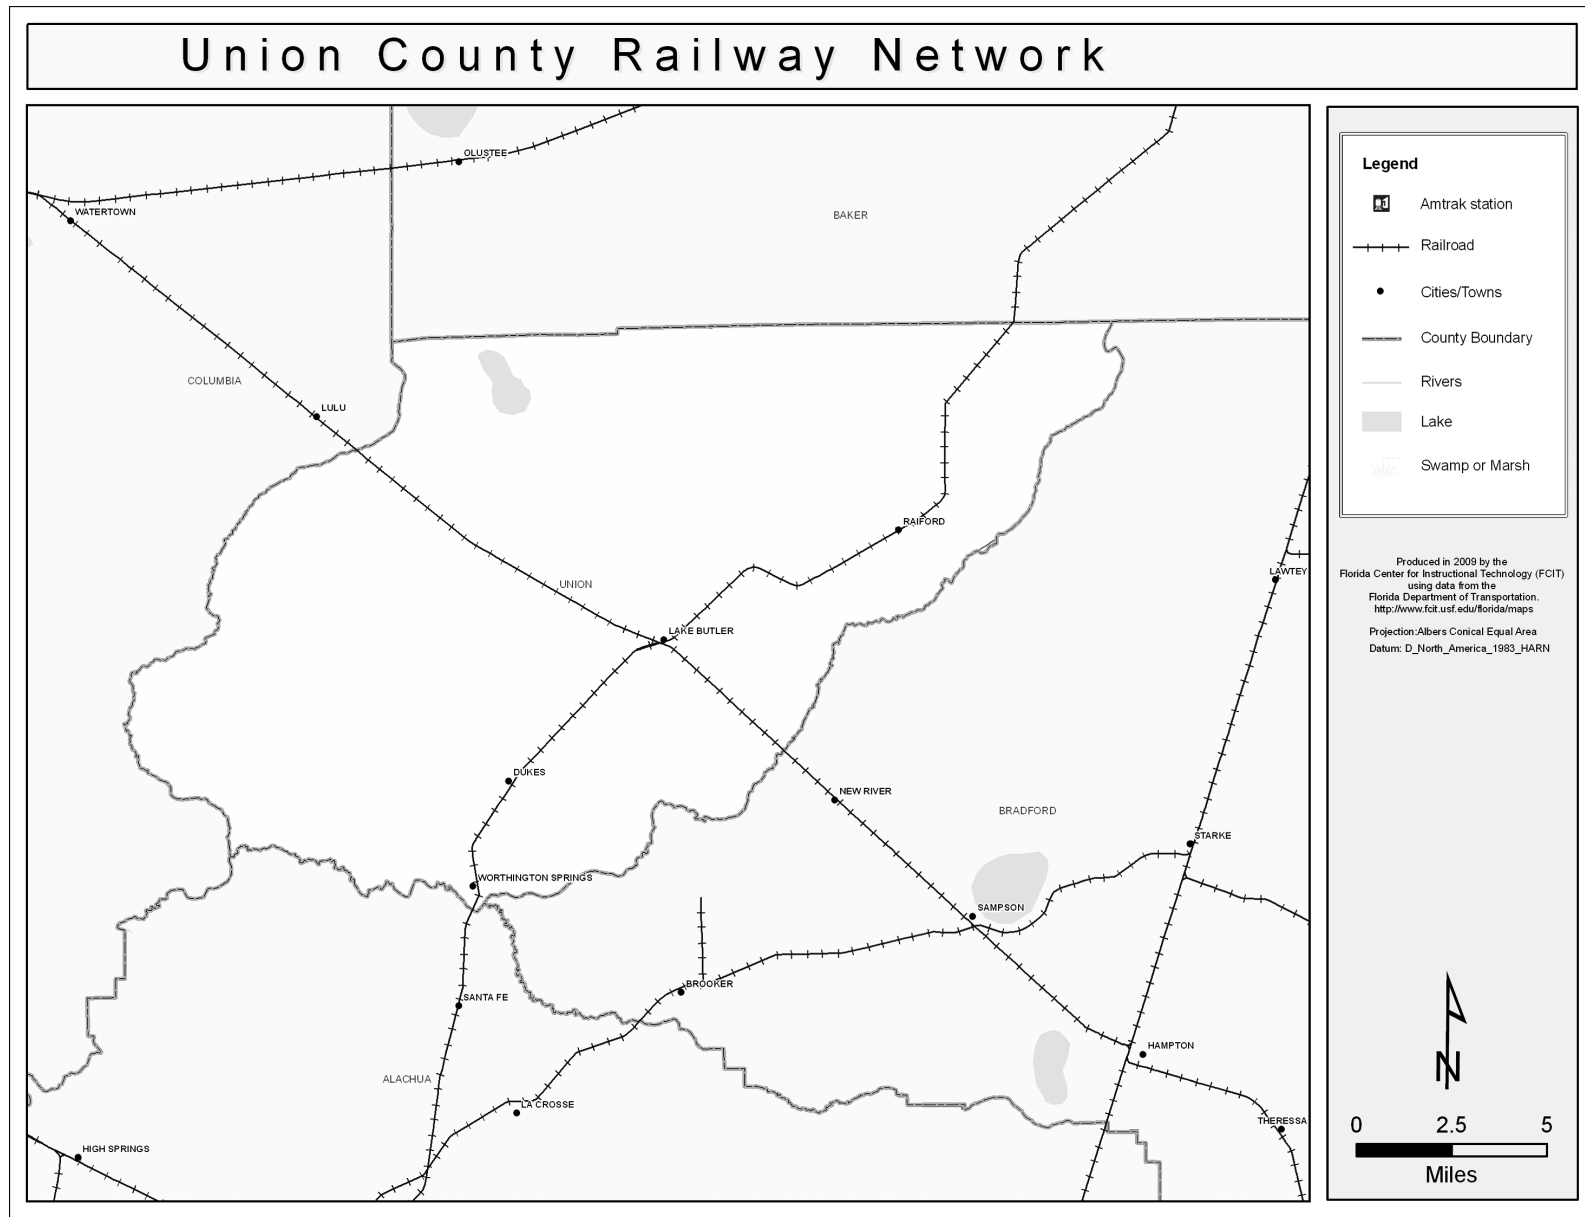 Union County Railway Network
OLUSTEE
WATERTOWN
BAKER
COLUMBIA
LULU
RAIFORD
UNION
LAWTEY
LAKE BUTLER
DUKES
NEW RIVER
BRADFORD
STARKE
WORTHINGTON SPRINGS
SAMPSON
BROOKER
SANTA FE
HAMPTON
ALACHUA
LA CROSSE
THERESSA
HIGH SPRINGS
Legend
Amtrak station
Railroad
Cities/Towns
County Boundary
Rivers
Lake
Swamp or Marsh
Produced in 2009 by the
Florida Center for Instructional Technology (FCIT)
using data from the
Florida Department of Transportation.
http://www.fcit.usf.edu/florida/maps
Projection:Albers Conical Equal Area
Datum: D_North_America_1983_HARN
N
0 2.5 5
Miles